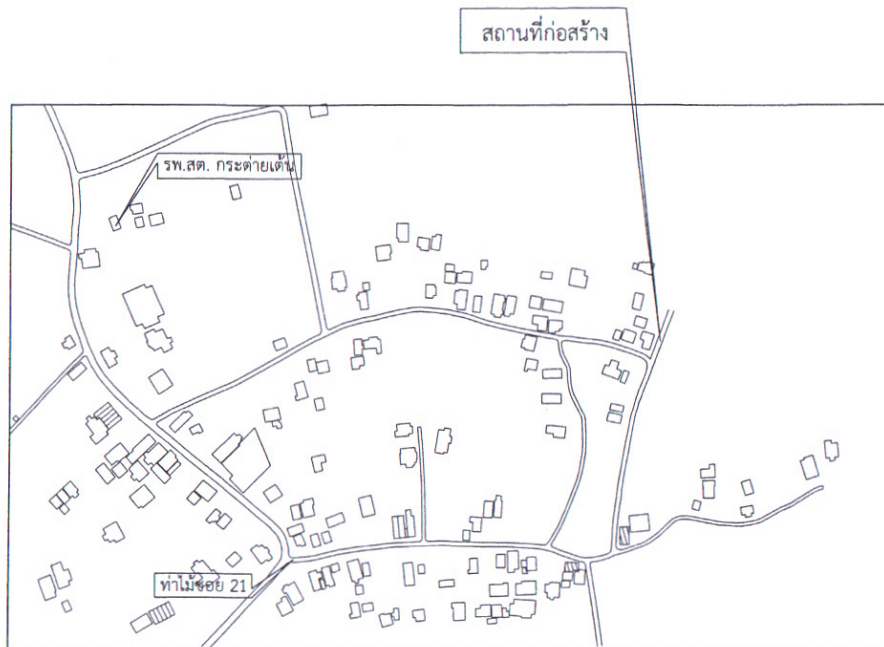 สถานที่ก่อสร้าง
รพ.สต. กระต่ายเต้น
ท่าไม้ซอย 21